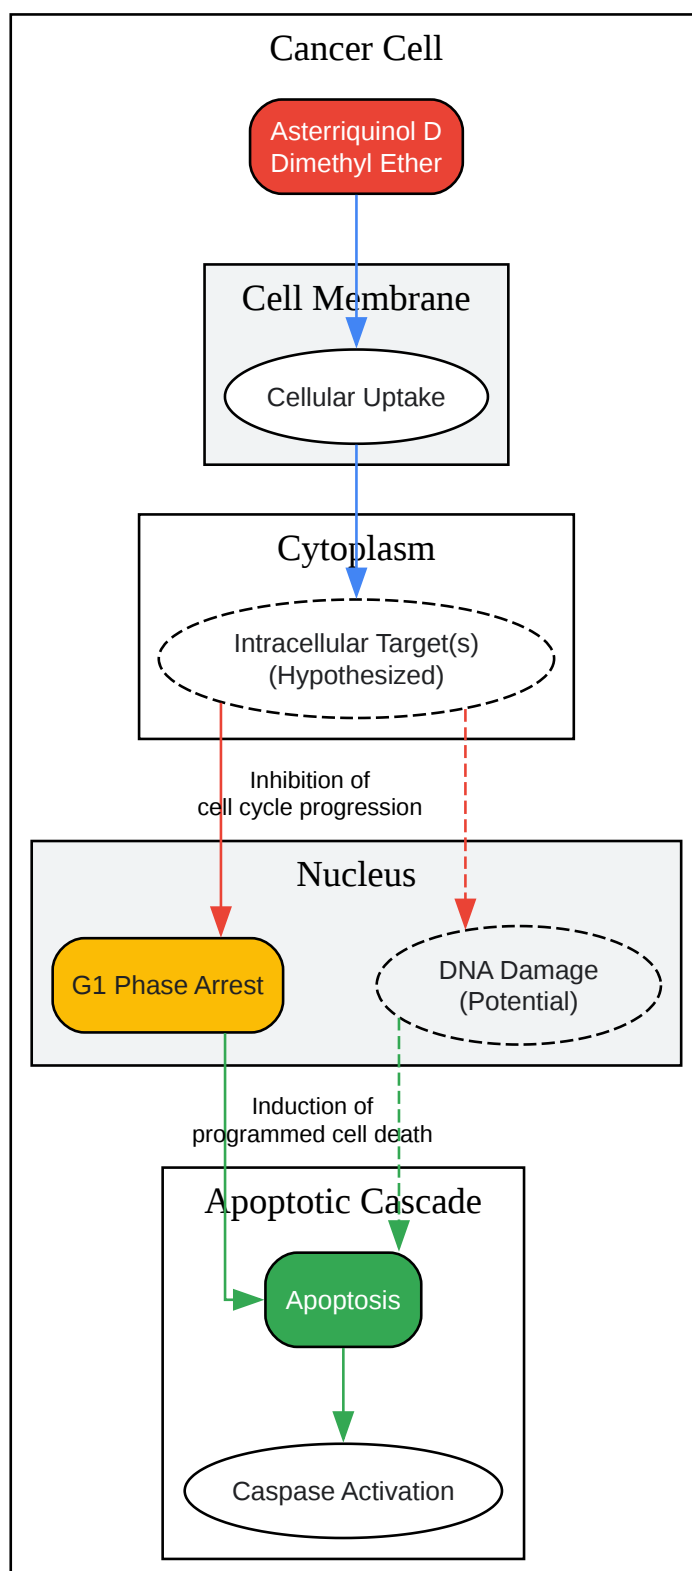 Cancer Cell
Asterriquinol D
Dimethyl Ether
Cell Membrane
Cellular Uptake
Cytoplasm
Intracellular Target(s)
(Hypothesized)
Inhibition of
cell cycle progression
Nucleus
G1 Phase Arrest
DNA Damage
(Potential)
Induction of
programmed cell death
Apoptotic Cascade
Apoptosis
Caspase Activation